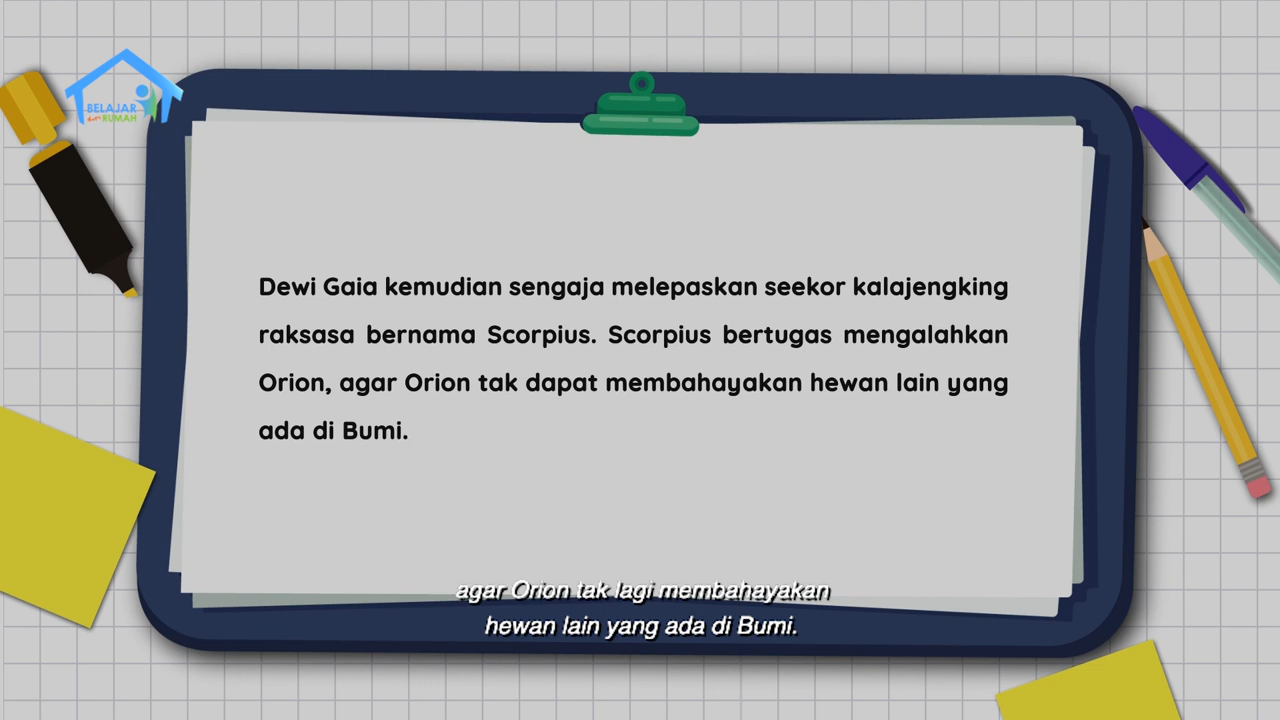 BELAJAR
dari RUMAH
Dewi Gaia kemudian sengaja melepaskan seekor kalajengking
raksasa bernama Scorpius. Scorpius bertugas mengalahkan
Orion, agar Orion tak dapat membahayakan hewan lain yang
ada di Bumi.
agar Orion tak lagi membahayakan
hewan lain yang ada di Bumi.